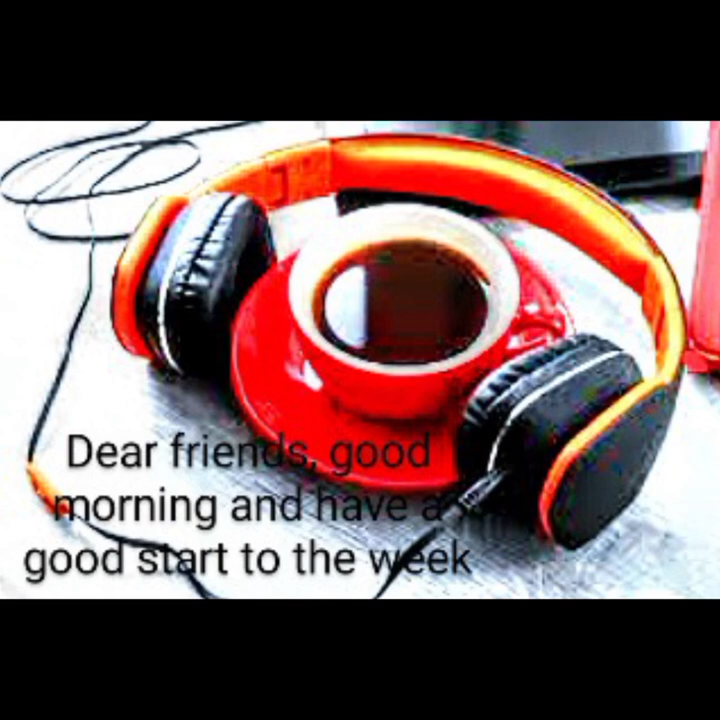 Dear friends, good
morning and have a
good start to the week